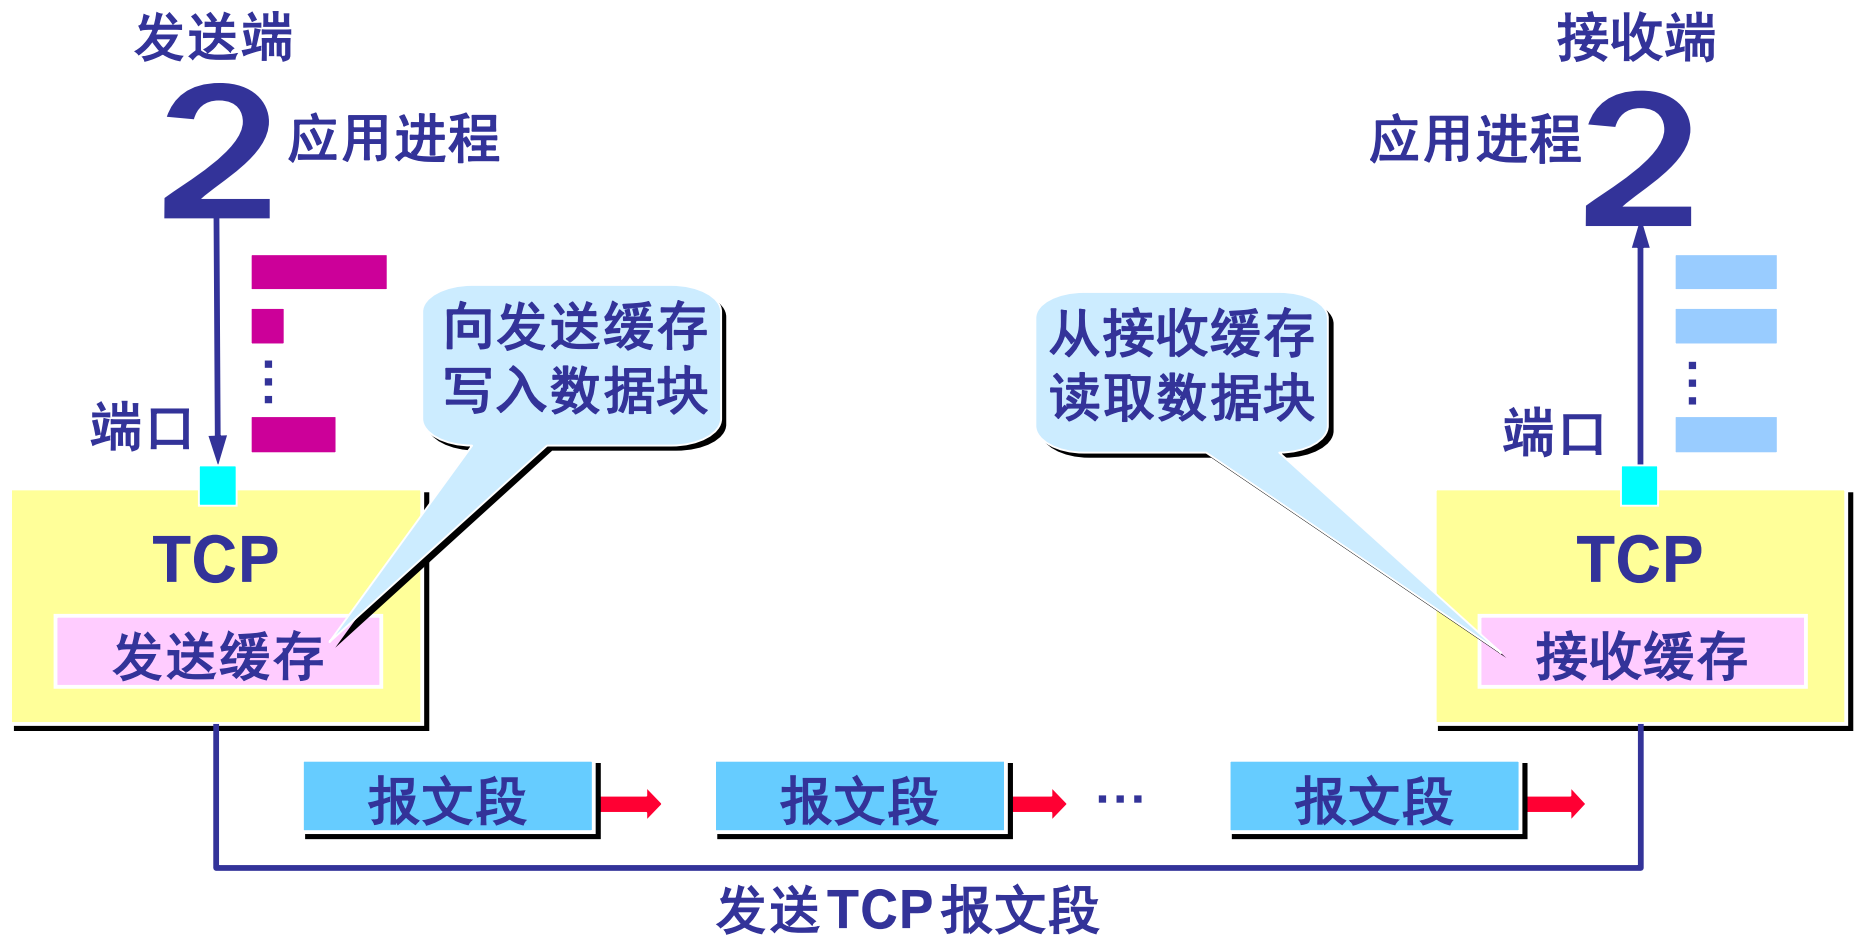 发送端
接收端
2
应用进程
应用进程
2
向发送缓存
写入数据块
从接收缓存
读取数据块
端口
端口
TCP
TCP
发送缓存
接收缓存
报文段
报文段
…
报文段
发送TCP报文段